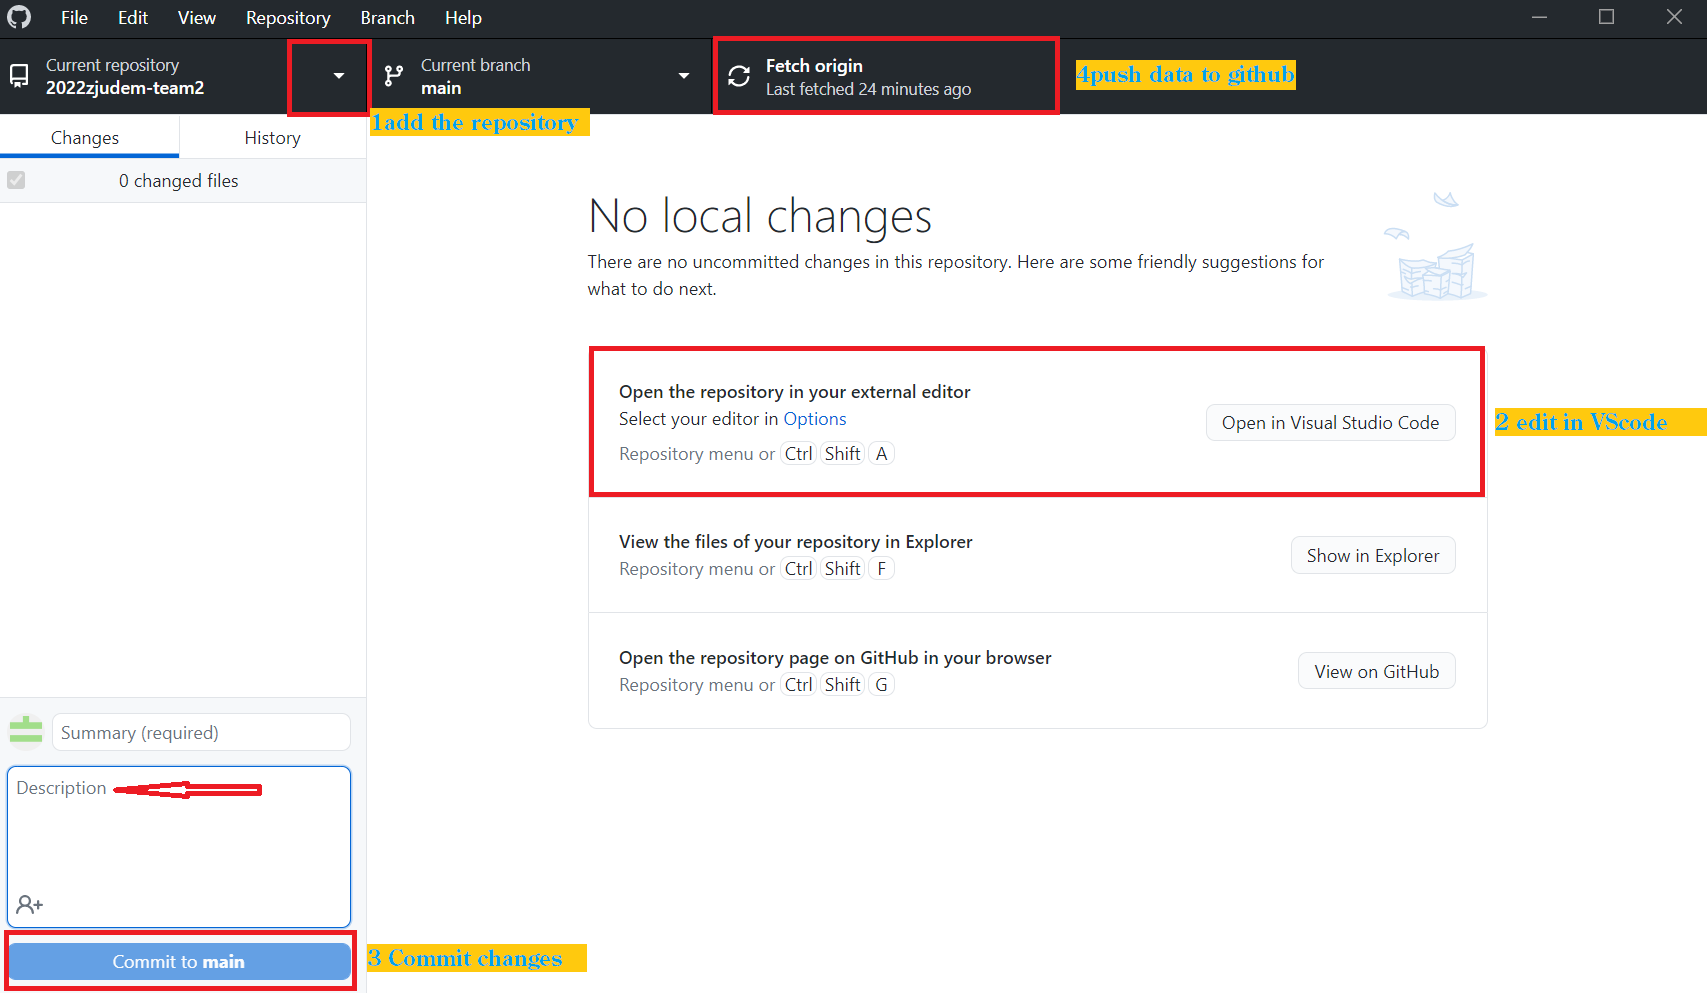 File Edit View Repository Branch Help
Current repository
2022zjudem-team2
Current branch
main
Fetch origin
Last fetched 24 minutes ago
4push data to github
1add the repository
Changes History
0 changed files
No local changes
There are no uncommitted changes in this repository. Here are some friendly suggestions for
what to do next.
Open the repository in your external editor
Select your editor in Options
Repository menu or Ctrl Shift A
Open in Visual Studio Code
2 edit in VScode
View the files of your repository in Explorer
Repository menu or Ctrl Shift F
Show in Explorer
Open the repository page on GitHub in your browser
Repository menu or Ctrl Shift G
View on GitHub
Summary (required)
Description
Commit to main
3 Commit changes